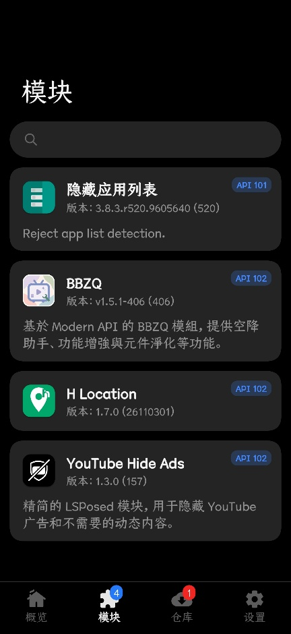 模块
隐藏应用列表
API 101
版本: 3.8.3.r520.9605640 (520)
Reject app list detection.
BBZQ
API 102
版本: v1.5.1-406 (406)
基於 Modern API 的 BBZQ 模組, 提供空降
助手、功能增強與元件淨化等功能。
H Location
API 102
版本: 1.7.0 (26110301)
YouTube Hide Ads
API 102
版本: 1.3.0 (157)
精简的 LSPosed 模块, 用于隐藏 YouTube
广告和不需要的动态内容。
4
1
概览
模块
仓库
设置